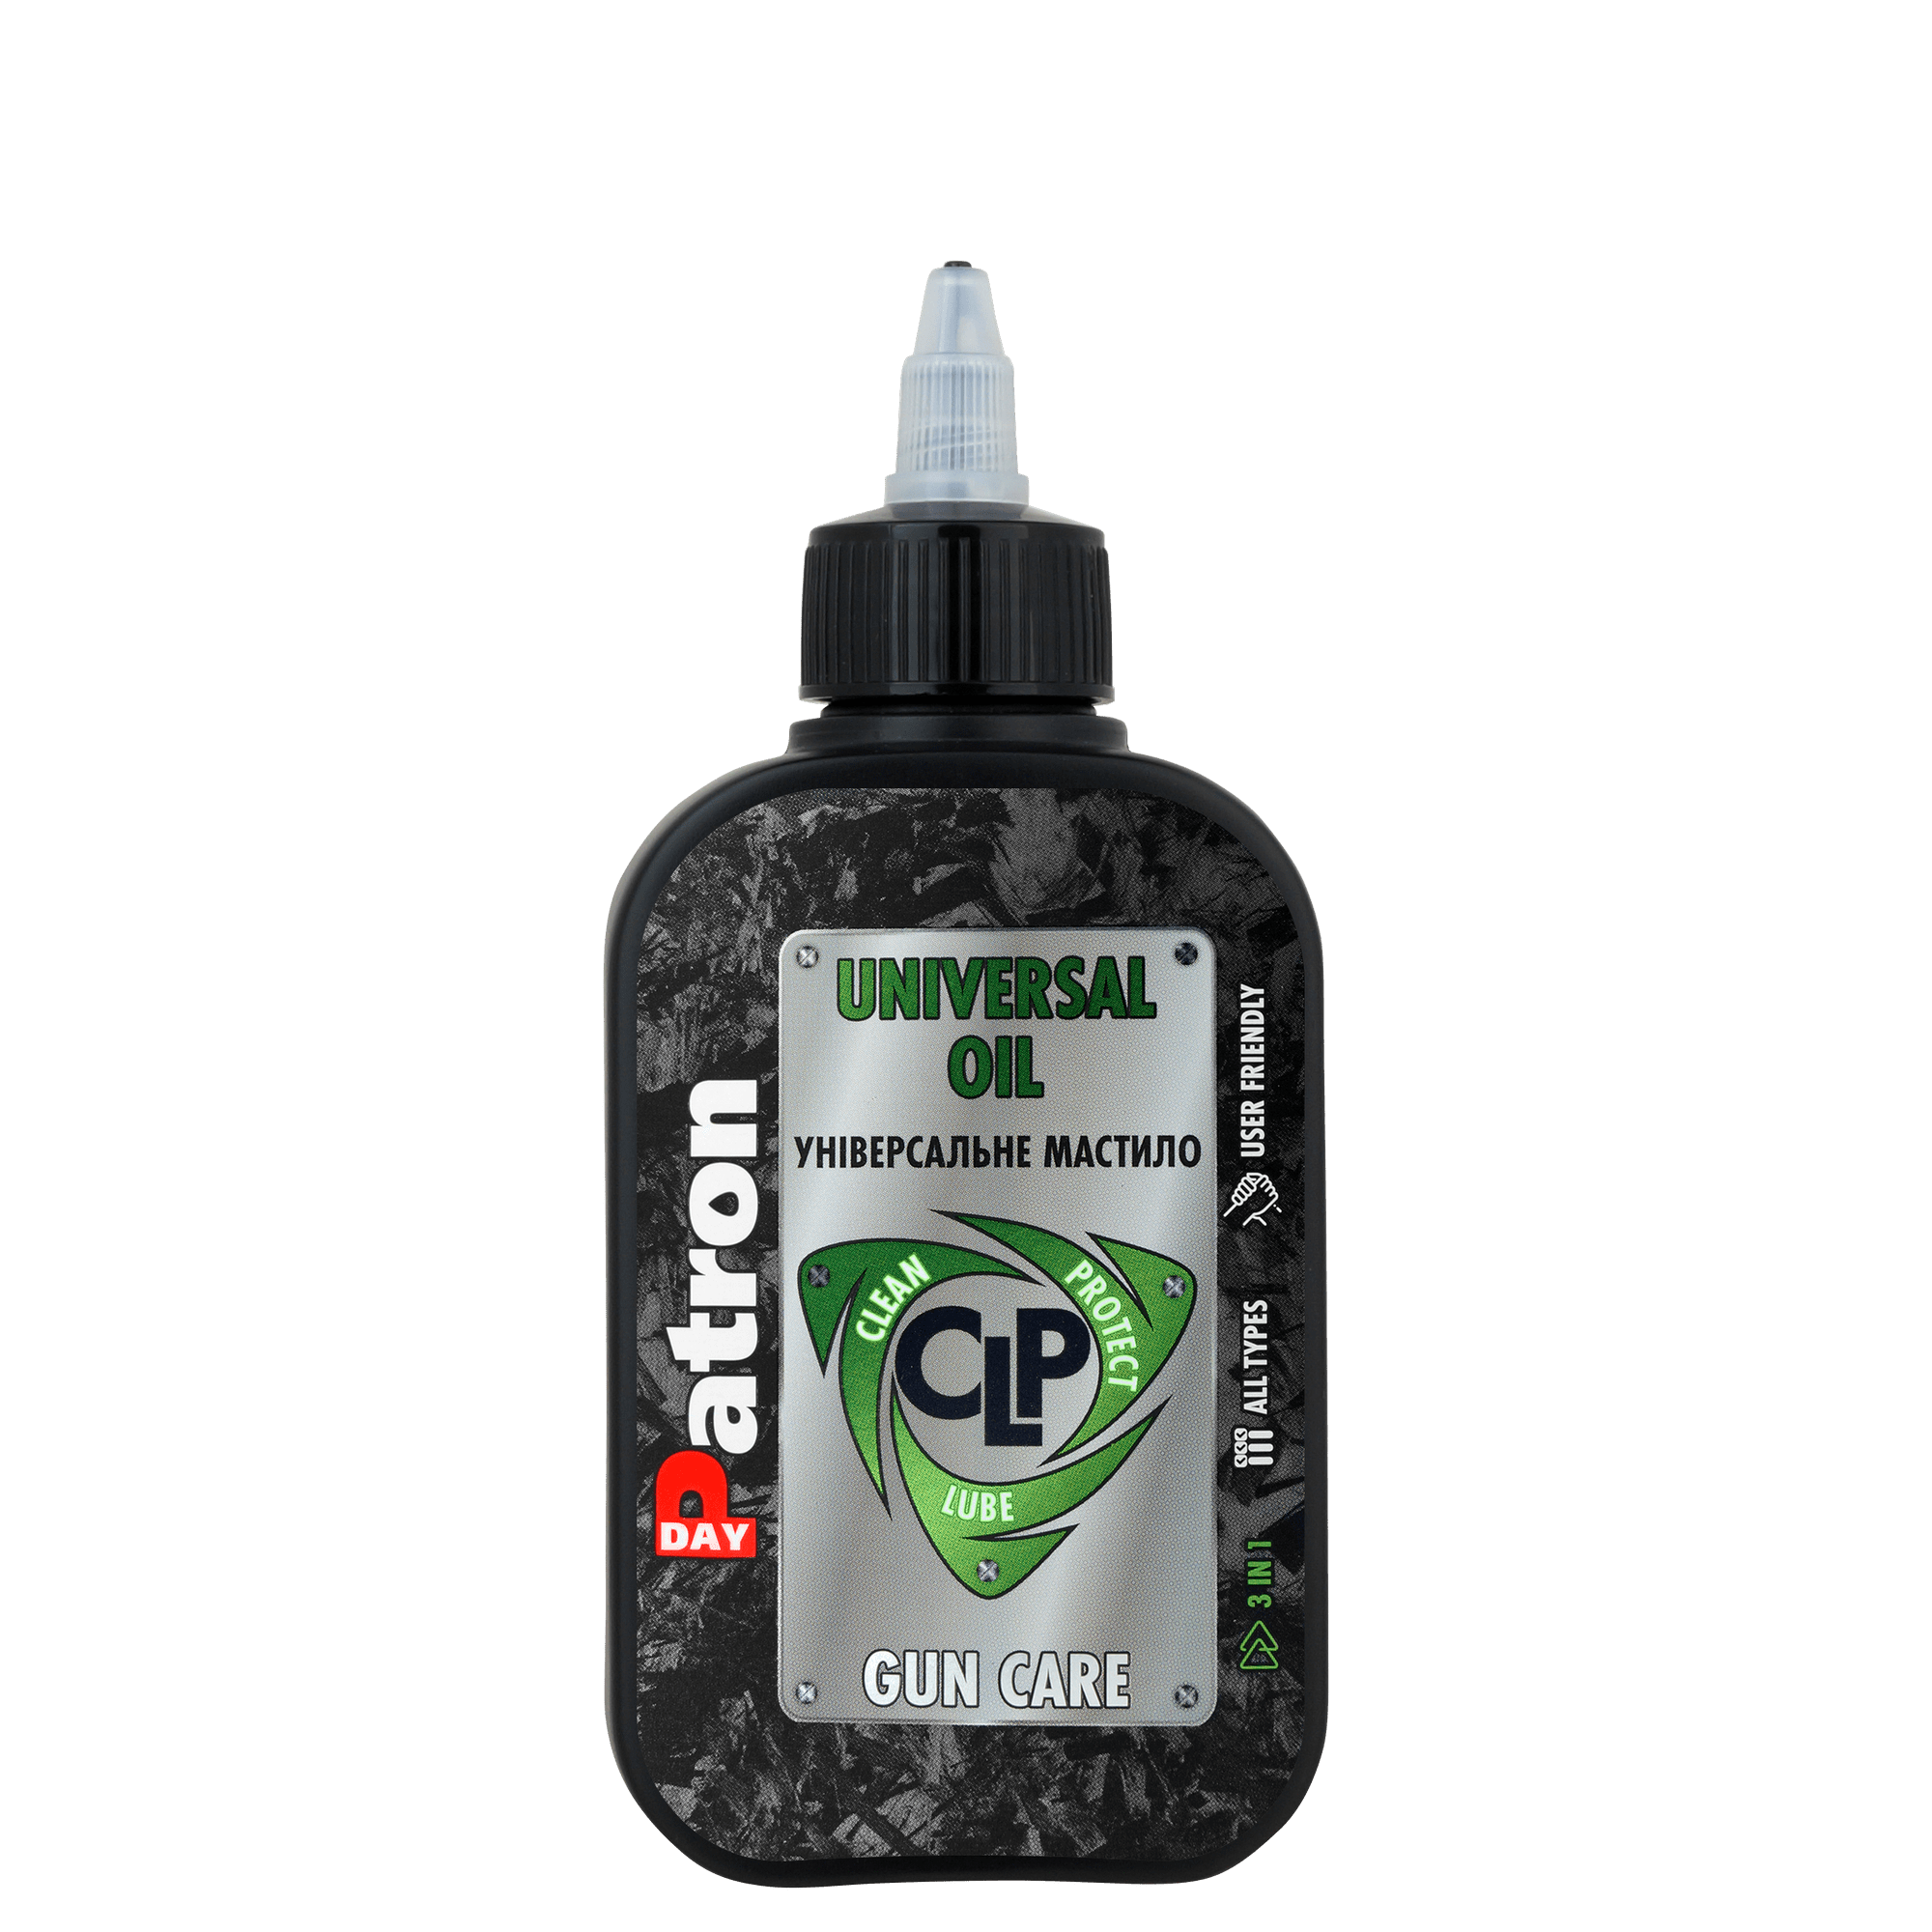 UNIVERSAL
OIL
УНІВЕРСАЛЬНЕ МАСТИЛО
CLEAN
PROTECT
CLP
LUBE
GUN CARE
DAY Patron
3 IN 1
ALL TYPES
USER FRIENDLY